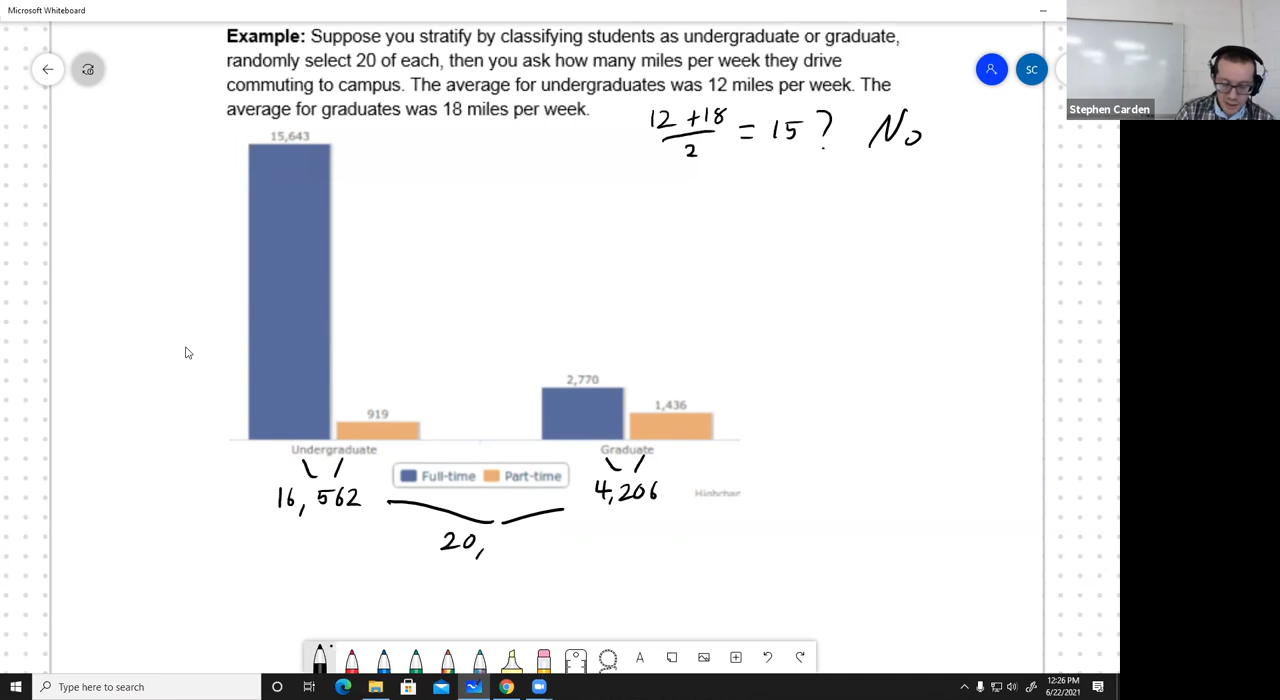 Microsoft Whiteboard
Example: Suppose you stratify by classifying students as undergraduate or graduate,
randomly select 20 of each, then you ask how many miles per week they drive
commuting to campus. The average for undergraduates was 12 miles per week. The
average for graduates was 18 miles per week.
12 + 18
2
= 15 ? No
SC
Stephen Carden
15,643
919
2,770
1,436
Undergraduate
Graduate
Full-time
Part-time
16,562
4,206
20,
A
Type here to search
12:26 PM
6/22/2021